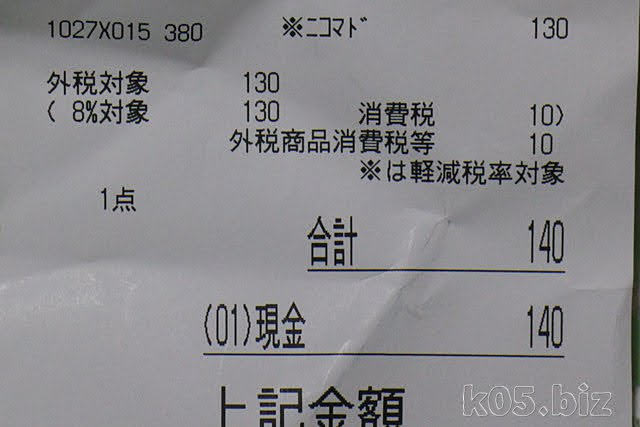 1027X015 380 ※ﾆｺﾏﾄﾞ 130
外税対象 130
( 8%対象 130 消費税 10)
外税商品消費税等 10
※は軽減税率対象
1点
合計 140
(01)現金 140
上記金額
k05.biz